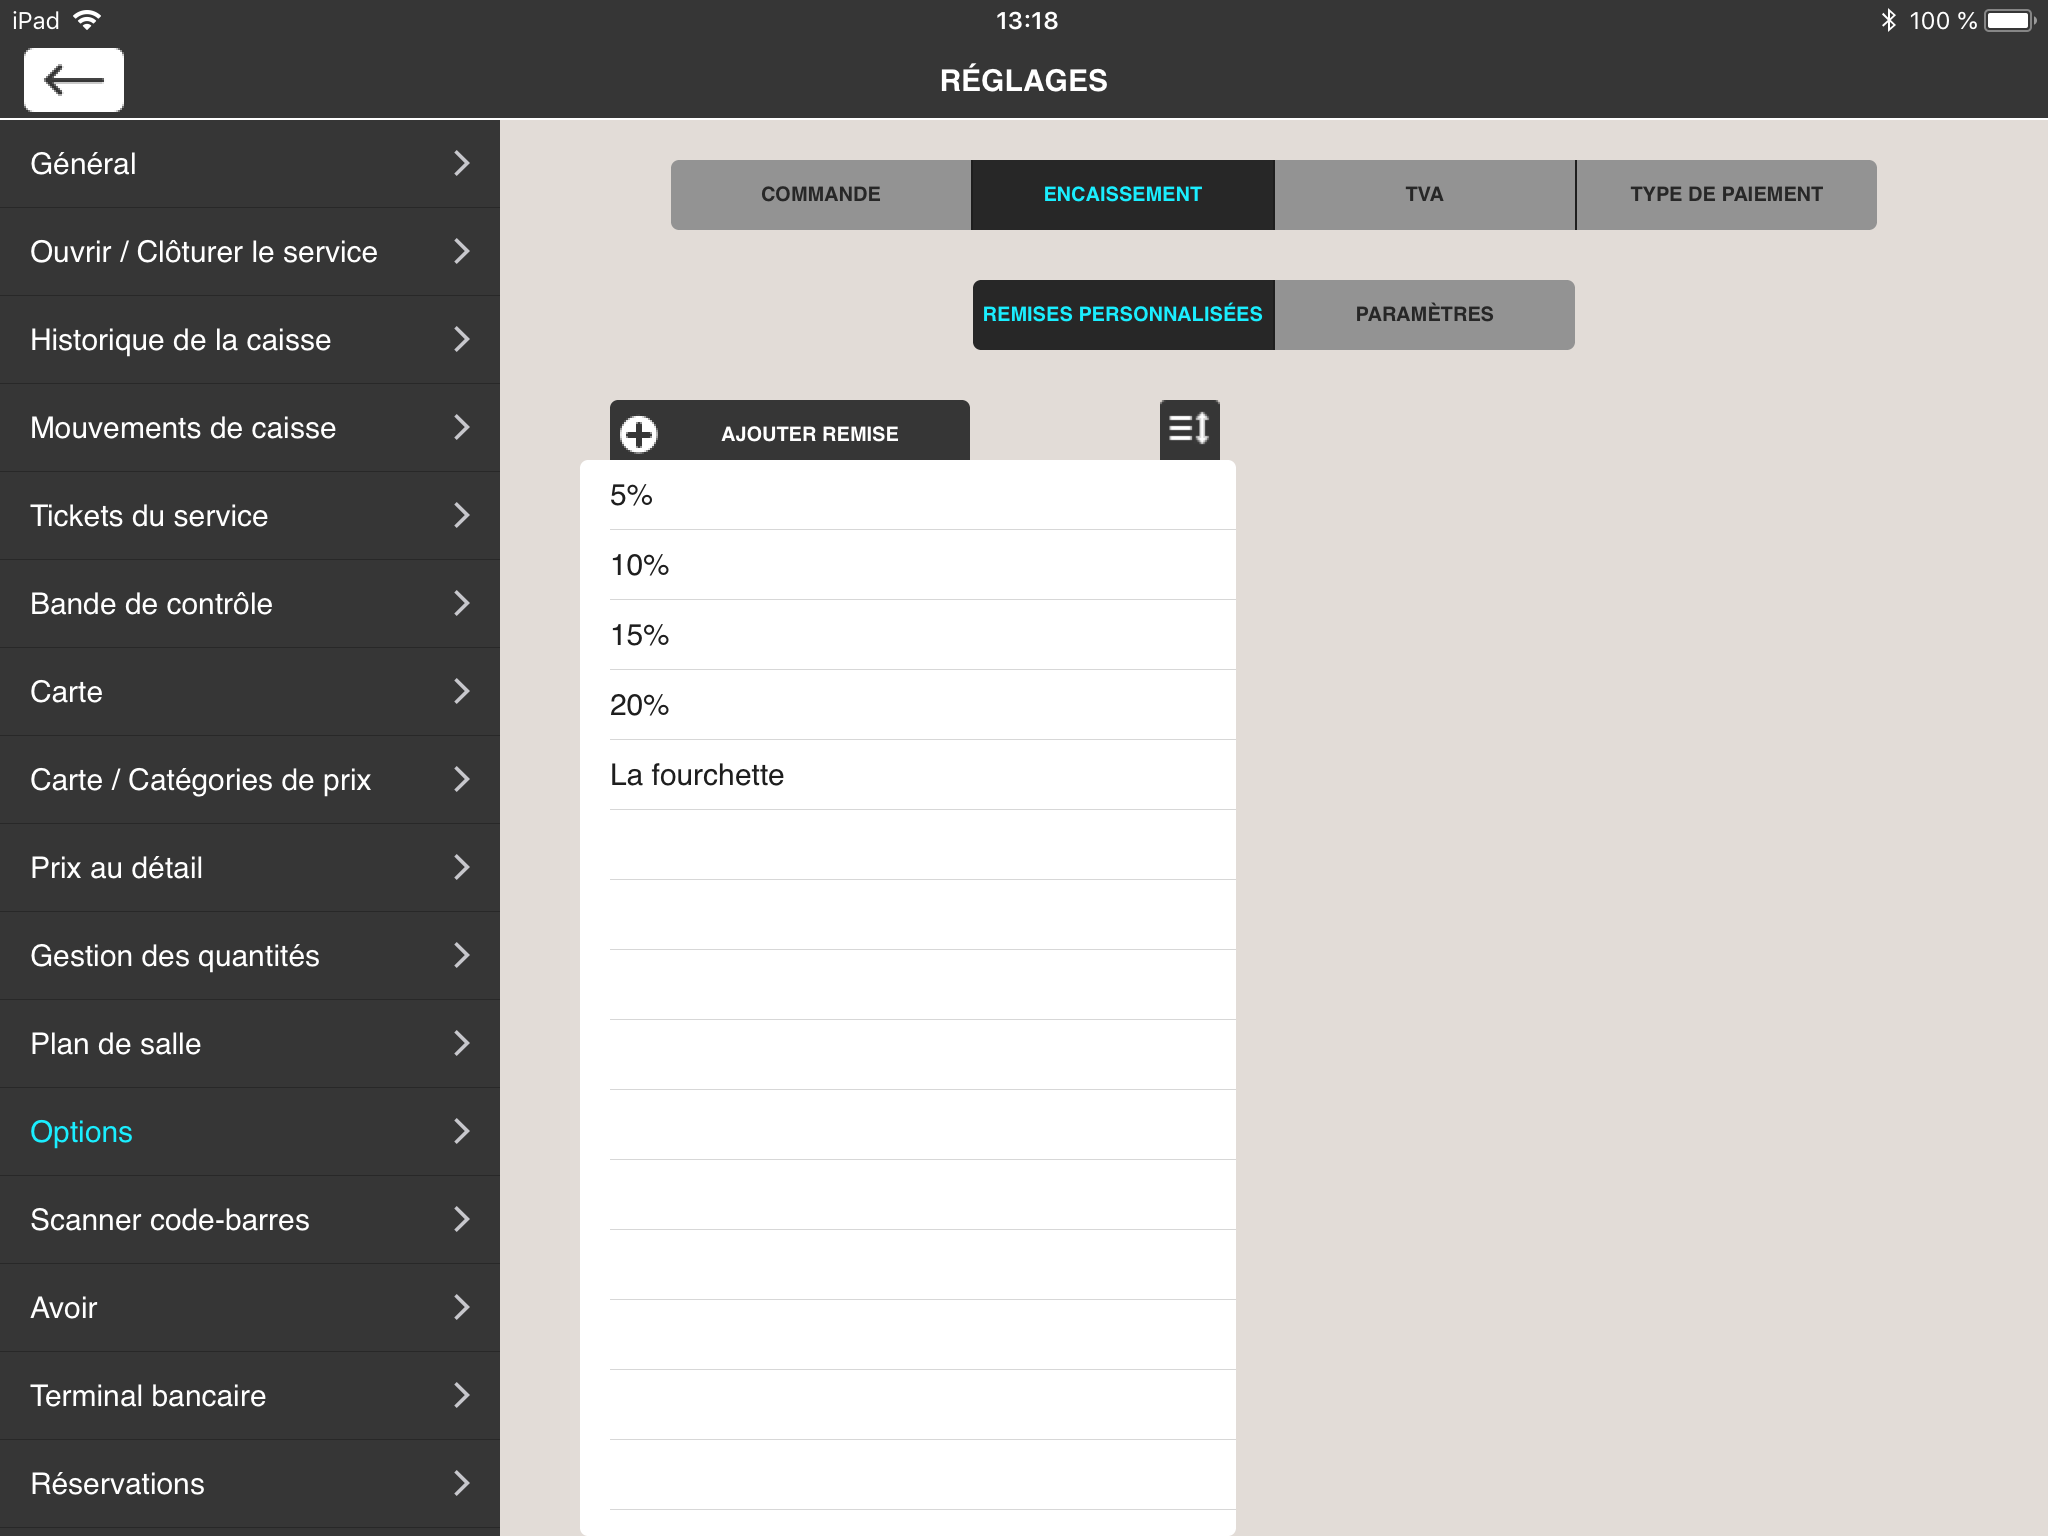 iPad
13:18
100 %
RÉGLAGES
Général
Ouvrir / Clôturer le service
Historique de la caisse
Mouvements de caisse
Tickets du service
Bande de contrôle
Carte
Carte / Catégories de prix
Prix au détail
Gestion des quantités
Plan de salle
Options
Scanner code-barres
Avoir
Terminal bancaire
Réservations
COMMANDE
ENCAISSEMENT
TVA
TYPE DE PAIEMENT
REMISES PERSONNALISÉES
PARAMÈTRES
AJOUTER REMISE
5%
10%
15%
20%
La fourchette